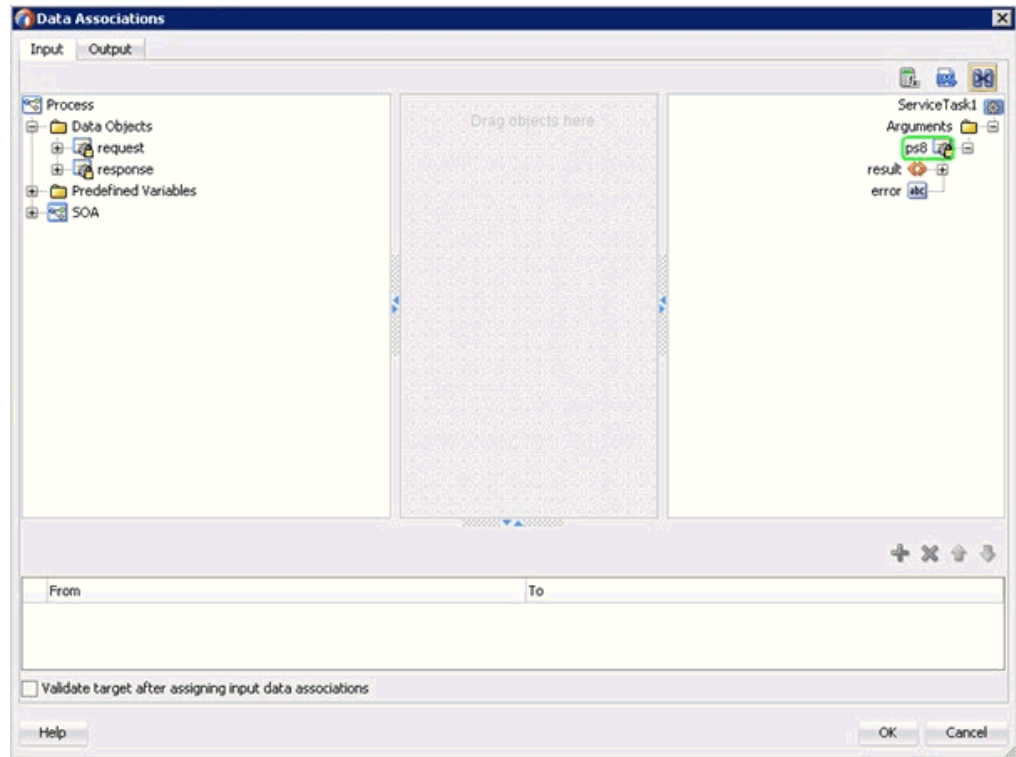 Data Associations
Input Output
Process
Data Objects
request
response
Predefined Variables
SOA
Drag objects here
ServiceTask1
Arguments
ps8
result
error abc
From To
Validate target after assigning input data associations
Help OK Cancel